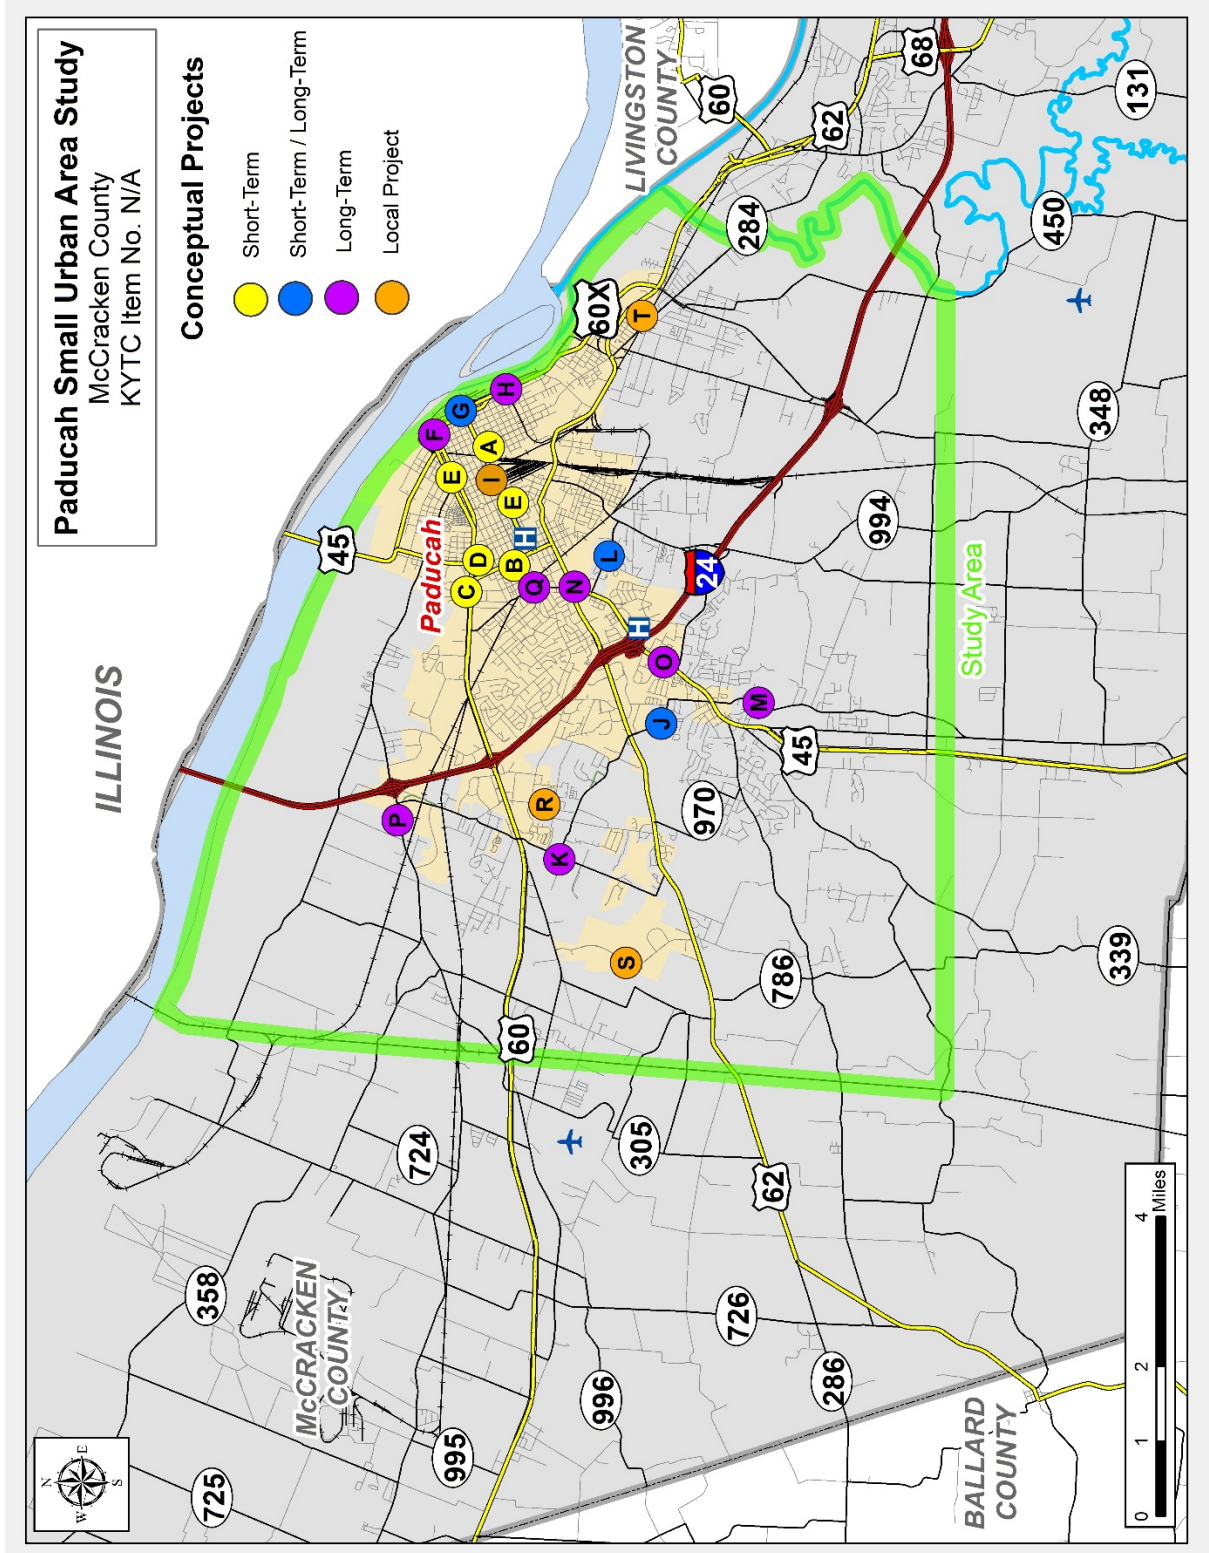 Paducah Small Urban Area Study
McCracken County
KYTC Item No. N/A
Conceptual Projects
Short-Term
Short-Term / Long-Term
Long-Term
Local Project
N
W
E
S
ILLINOIS
LIVINGSTON
COUNTY
McCRACKEN
COUNTY
BALLARD
COUNTY
Paducah
Study Area
725
358
995
724
996
726
286
305
62
60
786
339
45
970
45
24
994
348
60X
284
450
62
60
68
131
A
B
C
D
E
E
F
G
H
I
J
K
L
M
N
O
P
Q
R
S
T
H
H
0
1
2
4
Miles